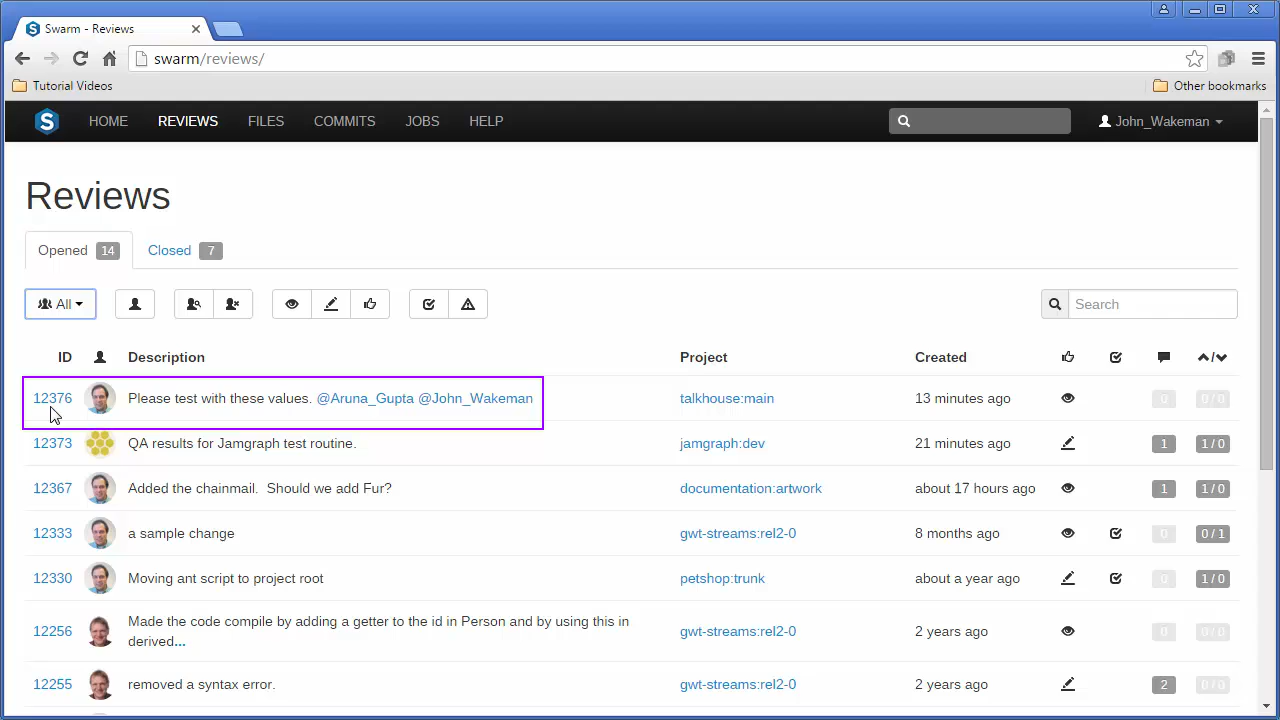 Swarm - Reviews
swarm/reviews/
Tutorial Videos
Other bookmarks
HOME REVIEWS FILES COMMITS JOBS HELP
John_Wakeman
Reviews
Opened 14 Closed 7
All
Search
ID Description Project Created /
12376 Please test with these values. @Aruna_Gupta @John_Wakeman talkhouse:main 13 minutes ago 0 0 / 0
12373 QA results for Jamgraph test routine. jamgraph:dev 21 minutes ago 1 1 / 0
12367 Added the chainmail. Should we add Fur? documentation:artwork about 17 hours ago 1 1 / 0
12333 a sample change gwt-streams:rel2-0 8 months ago 0 0 / 1
12330 Moving ant script to project root petshop:trunk about a year ago 0 1 / 0
12256 Made the code compile by adding a getter to the id in Person and by using this in gwt-streams:rel2-0 2 years ago 0 0 / 0
derived...
12255 removed a syntax error. gwt-streams:rel2-0 2 years ago 2 0 / 0